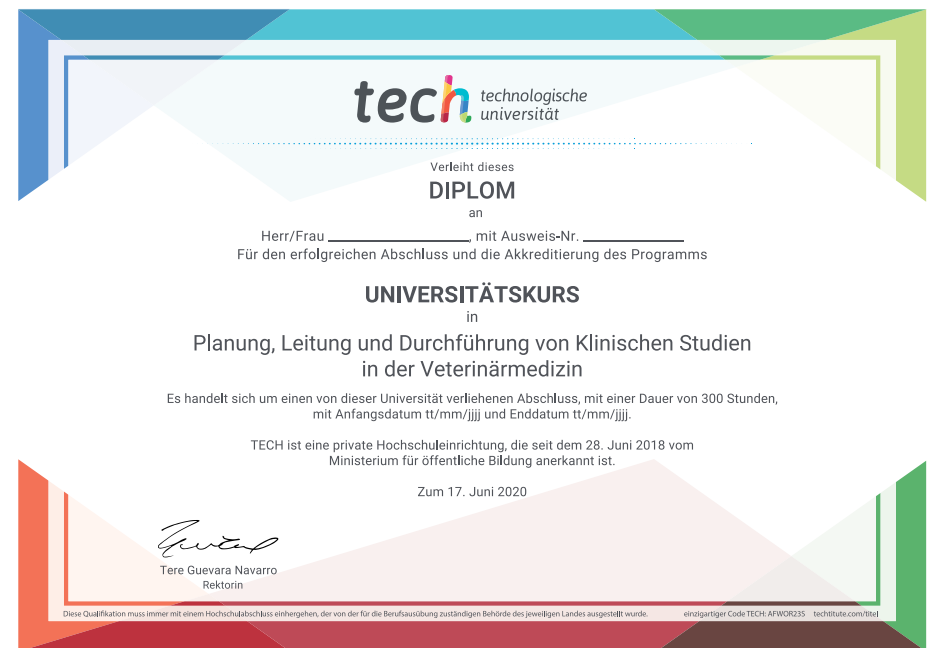 tech technologische
universität
Verleiht dieses
DIPLOM
an
Herr/Frau ____________________, mit Ausweis-Nr. ______________
Für den erfolgreichen Abschluss und die Akkreditierung des Programms
UNIVERSITÄTSKURS
in
Planung, Leitung und Durchführung von Klinischen Studien
in der Veterinärmedizin
Es handelt sich um einen von dieser Universität verliehenen Abschluss, mit einer Dauer von 300 Stunden,
mit Anfangsdatum tt/mm/jjjj und Enddatum tt/mm/jjjj.
TECH ist eine private Hochschuleinrichtung, die seit dem 28. Juni 2018 vom
Ministerium für öffentliche Bildung anerkannt ist.
Zum 17. Juni 2020
Tere Guevara Navarro
Rektorin
Diese Qualifikation muss immer mit einem Hochschulabschluss einhergehen, der von der für die Berufsausübung zuständigen Behörde des jeweiligen Landes ausgestellt wurde. einzigartiger Code TECH: AFWOR23S techtitute.com/titel